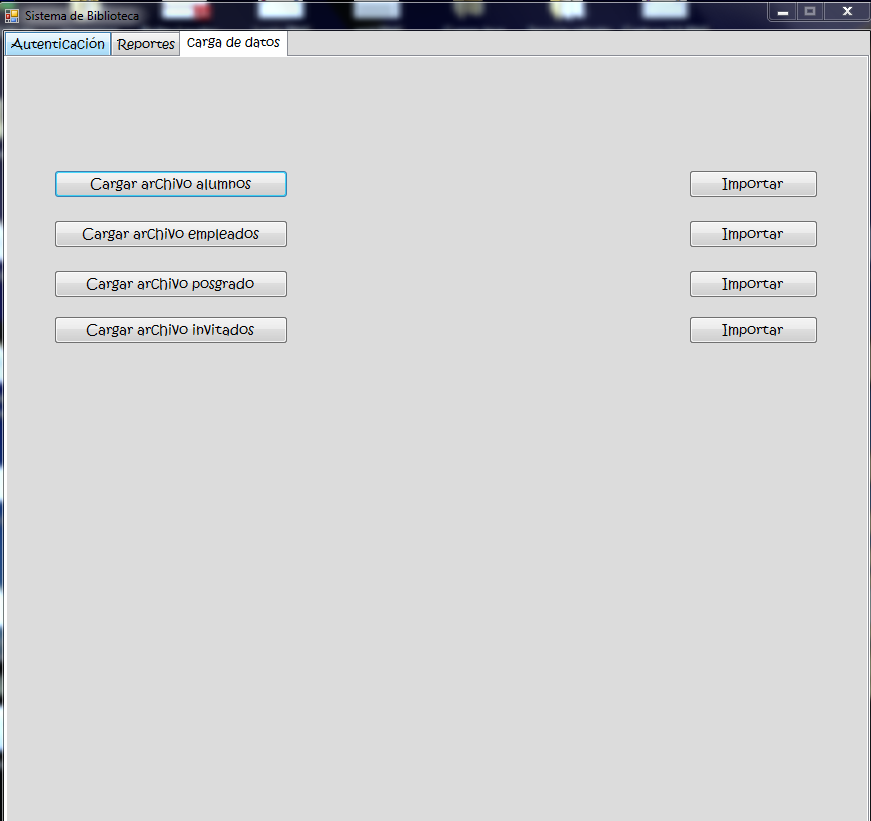 Sistema de Biblioteca
Autenticación Reportes Carga de datos
Cargar archivo alumnos Importar
Cargar archivo empleados Importar
Cargar archivo posgrado Importar
Cargar archivo invitados Importar